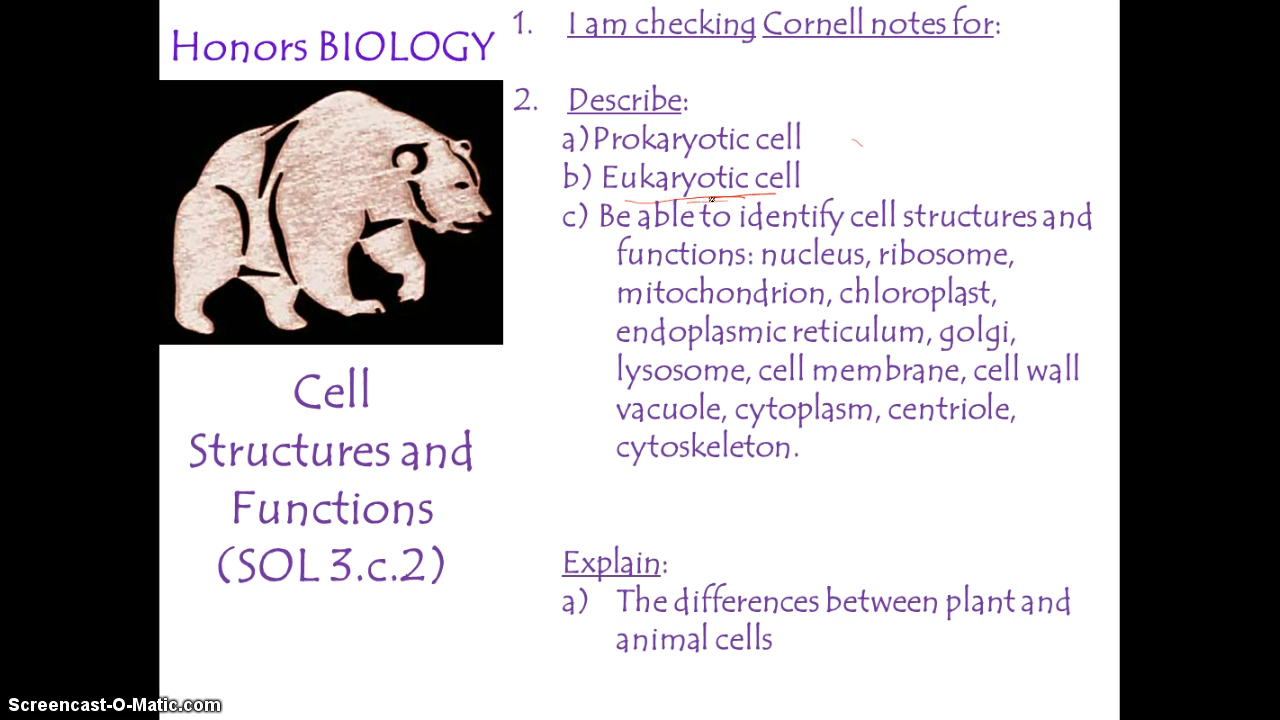 Honors BIOLOGY
Cell
Structures and
Functions
(SOL 3.c.2)
1. I am checking Cornell notes for:
2. Describe:
a) Prokaryotic cell
b) Eukaryotic cell
c) Be able to identify cell structures and
functions: nucleus, ribosome,
mitochondrion, chloroplast,
endoplasmic reticulum, golgi,
lysosome, cell membrane, cell wall
vacuole, cytoplasm, centriole,
cytoskeleton.
Explain:
a) The differences between plant and
animal cells
Screencast-O-Matic.com